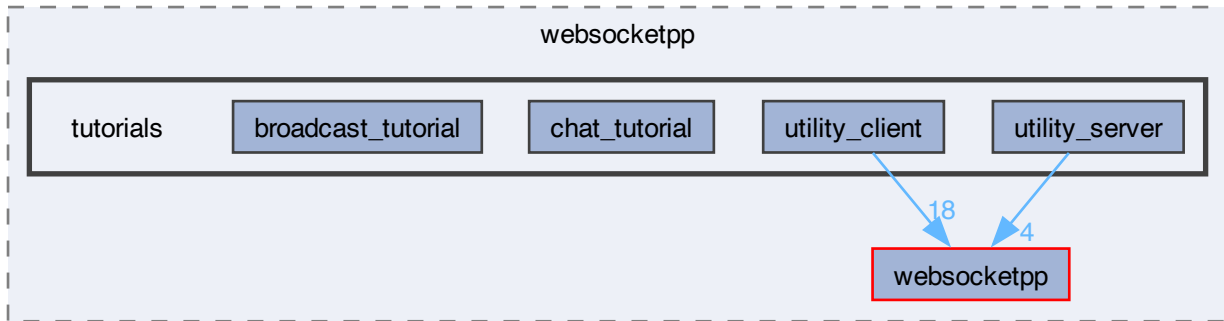 websocketpp
tutorials
broadcast_tutorial
chat_tutorial
utility_client
utility_server
18
4
websocketpp